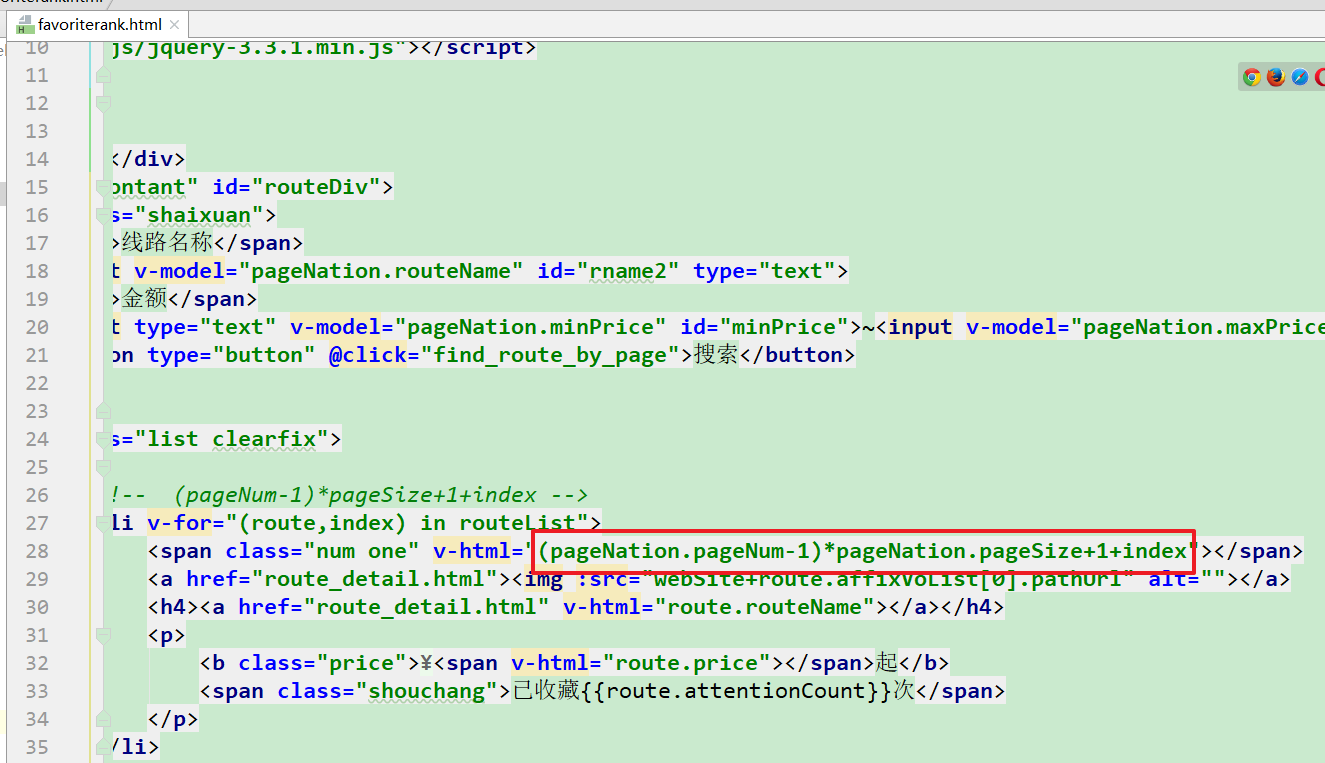 favoriterank.html
10 js/jquery-3.3.1.min.js"></script>
11
12
13
14 </div>
15 ontant" id="routeDiv">
16 s="shaixuan">
17 >线路名称</span>
18 t v-model="pageNation.routeName" id="rname2" type="text">
19 >金额</span>
20 t type="text" v-model="pageNation.minPrice" id="minPrice">~<input v-model="pageNation.maxPrice
21 on type="button" @click="find_route_by_page">搜索</button>
22
23
24 s="list clearfix">
25
26 !--  (pageNum-1)*pageSize+1+index -->
27 li v-for="(route,index) in routeList">
28 <span class="num one" v-html="(pageNation.pageNum-1)*pageNation.pageSize+1+index"></span>
29 <a href="route_detail.html"><img :src="webSite+route.affixVoList[0].pathUrl" alt=""></a>
30 <h4><a href="route_detail.html" v-html="route.routeName"></a></h4>
31 <p>
32 <b class="price">¥<span v-html="route.price"></span>起</b>
33 <span class="shouchang">已收藏{{route.attentionCount}}次</span>
34 </p>
35 /li>